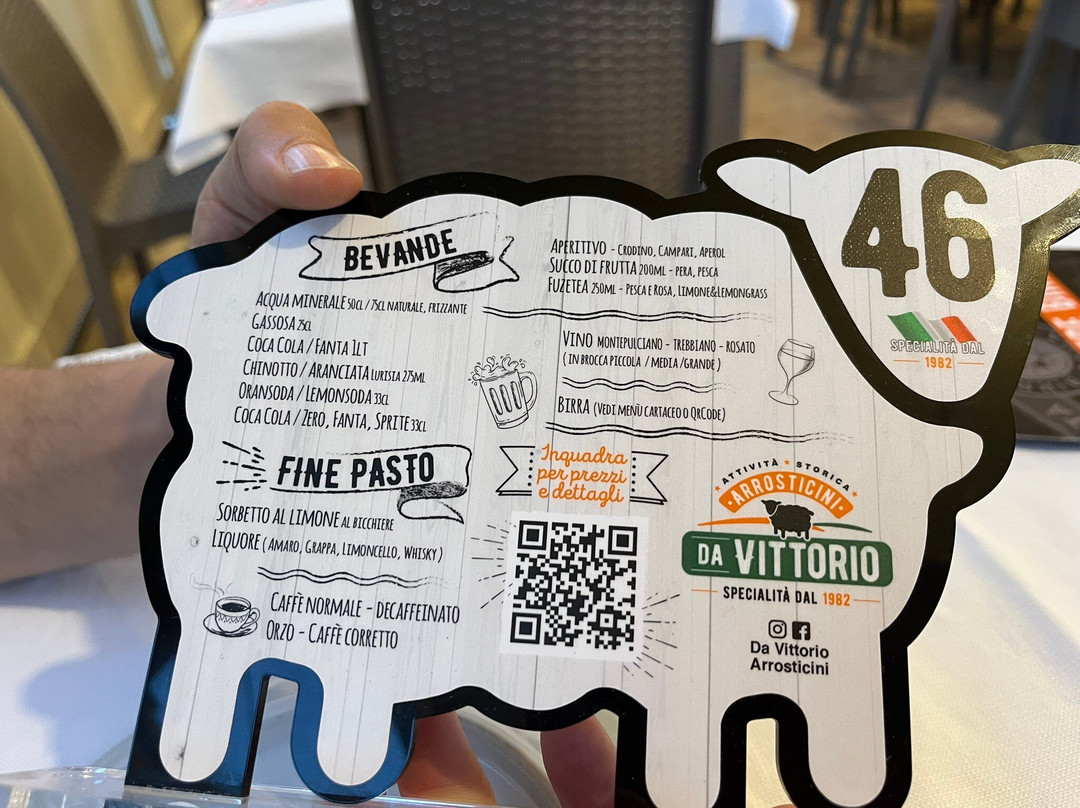 BEVANDE
ACQUA MINERALE 50CL / 75CL NATURALE, FRIZZANTE
GASSOSA 25CL
COCA COLA / FANTA 1LT
CHINOTTO / ARANCIATA LURISIA 275ML
ORANSODA / LEMONSODA 33CL
COCA COLA / ZERO, FANTA, SPRITE 33CL
FINE PASTO
SORBETTO AL LIMONE AL BICCHIERE
LIQUORE ( AMARO, GRAPPA, LIMONCELLO, WHISKY )
CAFFÈ NORMALE - DECAFFEINATO
ORZO - CAFFÈ CORRETTO
APERITIVO - CRODINO, CAMPARI, APEROL
SUCCO DI FRUTTA 200ML - PERA, PESCA
FUZETEA 250ML - PESCA E ROSA, LIMONE&LEMONGRASS
VINO MONTEPULCIANO - TREBBIANO - ROSATO
( IN BROCCA PICCOLA / MEDIA /GRANDE )
BIRRA (VEDI MENÙ CARTACEO O QRCODE)
Inquadra
per prezzi
e dettagli
46
SPECIALITÀ DAL
1982
ATTIVITÀ ★ STORICA
ARROSTICINI
DA VITTORIO
SPECIALITÀ DAL 1982
Da Vittorio
Arrosticini